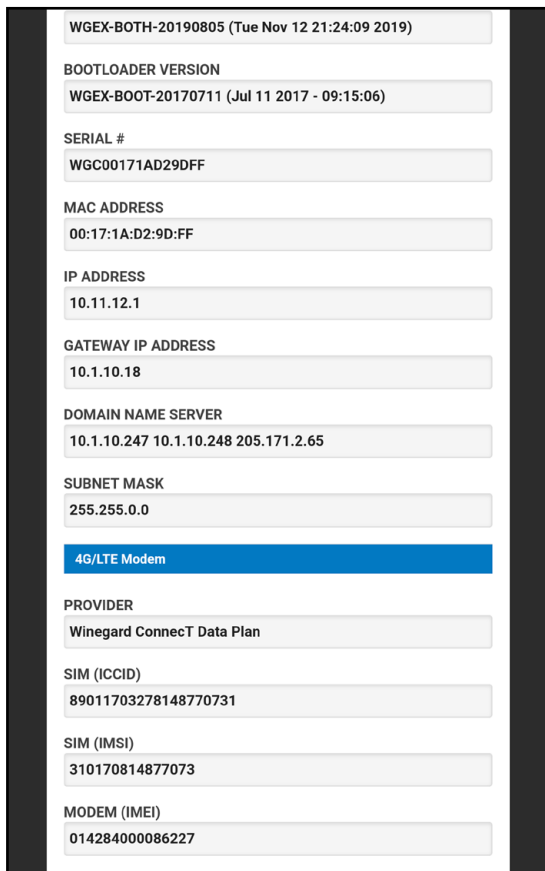 WGEX-BOTH-20190805 (Tue Nov 12 21:24:09 2019)
BOOTLOADER VERSION
WGEX-BOOT-20170711 (Jul 11 2017 - 09:15:06)
SERIAL #
WGC00171AD29DFF
MAC ADDRESS
00:17:1A:D2:9D:FF
IP ADDRESS
10.11.12.1
GATEWAY IP ADDRESS
10.1.10.18
DOMAIN NAME SERVER
10.1.10.247 10.1.10.248 205.171.2.65
SUBNET MASK
255.255.0.0
4G/LTE Modem
PROVIDER
Winegard ConnecT Data Plan
SIM (ICCID)
89011703278148770731
SIM (IMSI)
310170814877073
MODEM (IMEI)
014284000086227